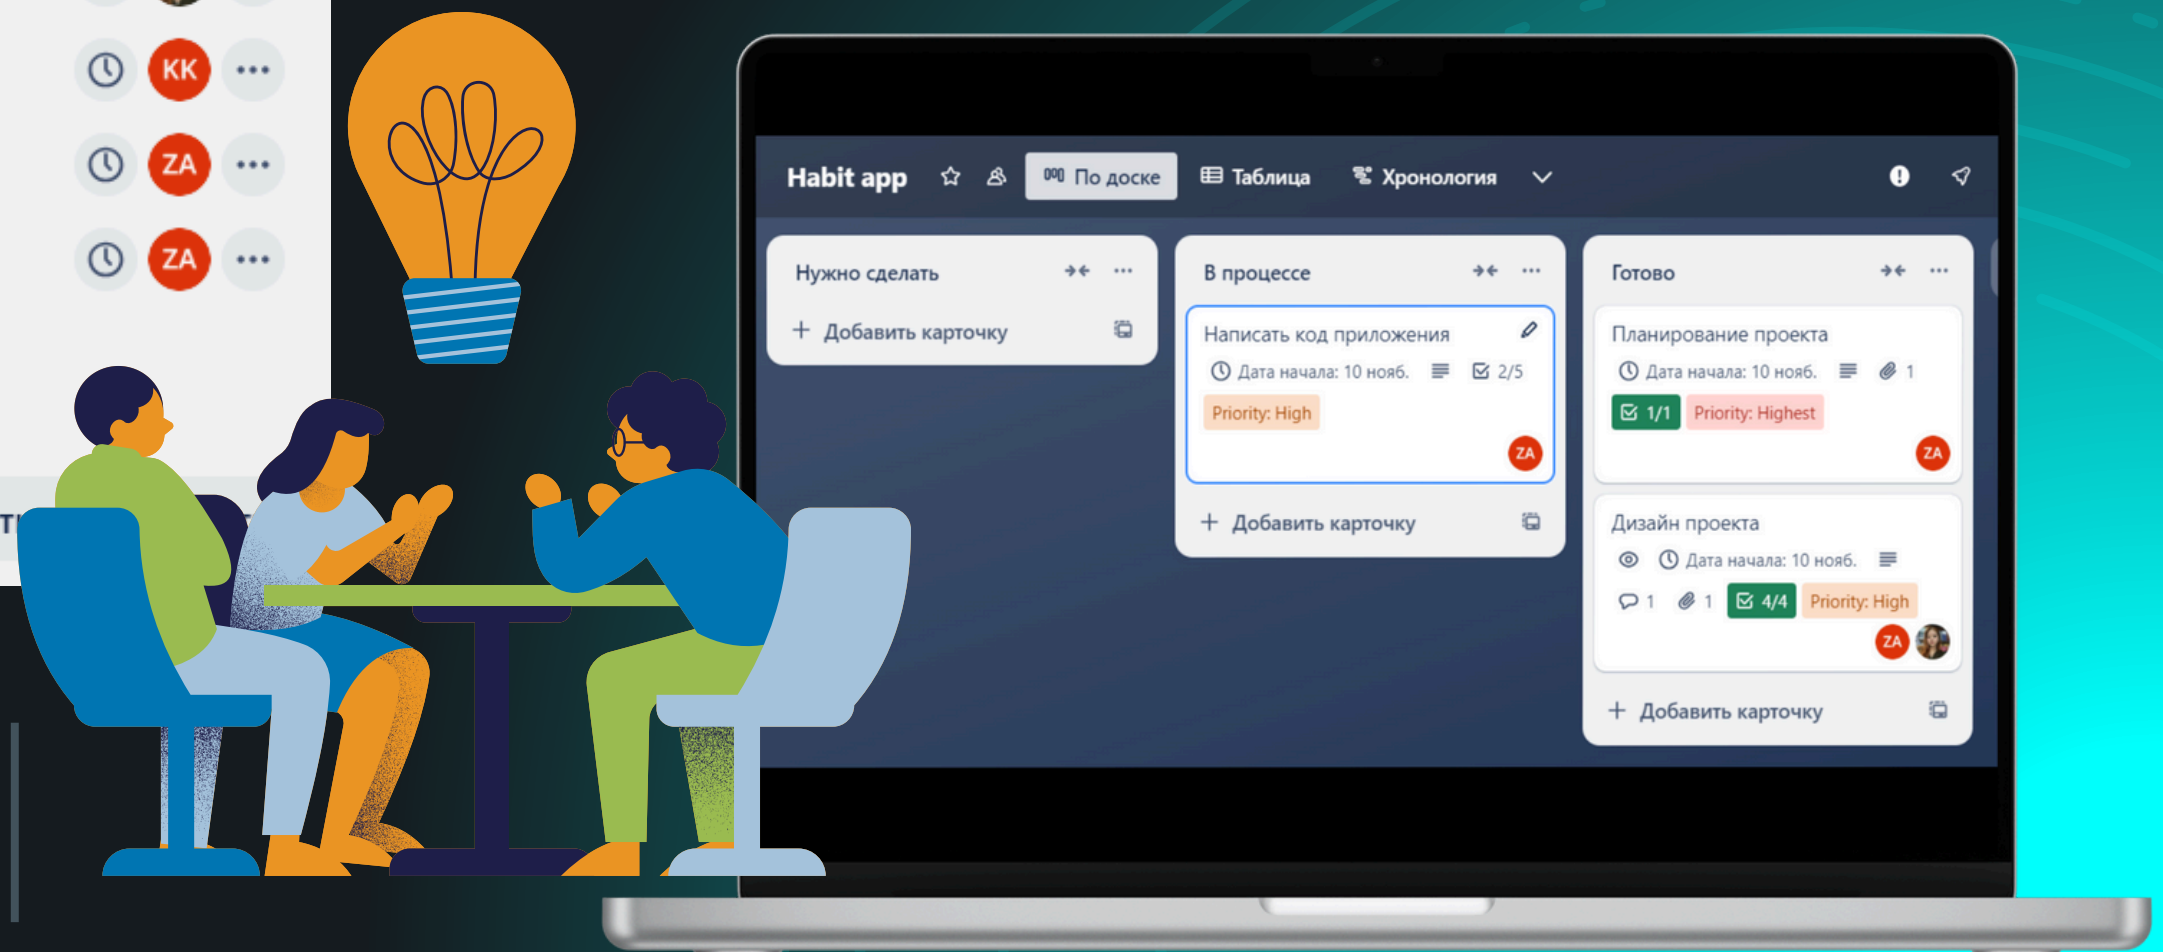 KK
ZA
ZA
Habit app
По доске
Таблица
Хронология
Нужно сделать
Добавить карточку
В процессе
Написать код приложения
Дата начала: 10 нояб.
2/5
Priority: High
ZA
Добавить карточку
Готово
Планирование проекта
Дата начала: 10 нояб.
1
1/1
Priority: Highest
ZA
Дизайн проекта
Дата начала: 10 нояб.
1
1
4/4
Priority: High
ZA
Добавить карточку